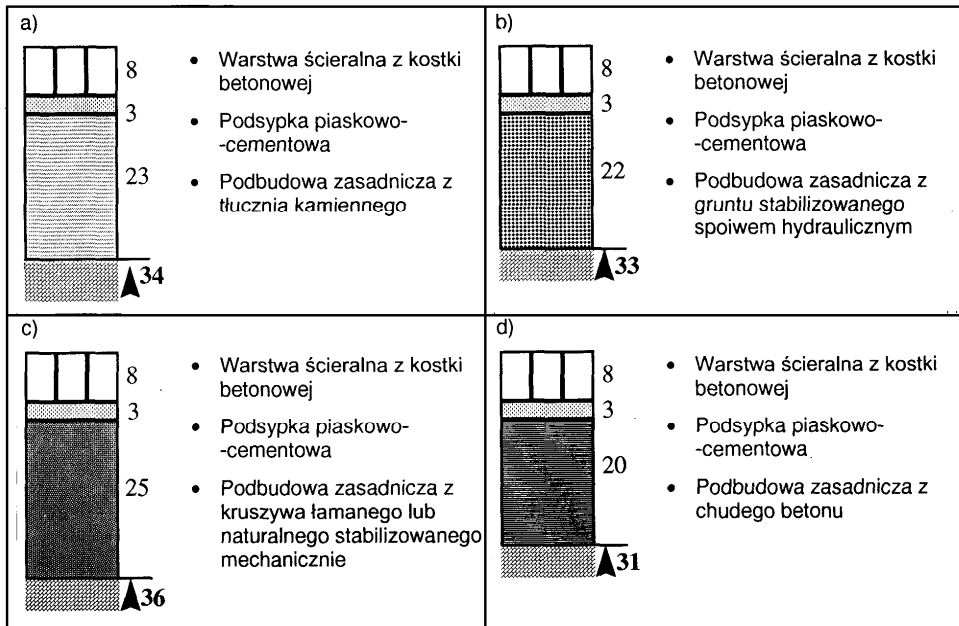 a)
8
3
23
34
• Warstwa ścieralna z kostki
betonowej
• Podsypka piaskowo-
-cementowa
• Podbudowa zasadnicza z
tłucznia kamiennego
b)
8
3
22
33
• Warstwa ścieralna z kostki
betonowej
• Podsypka piaskowo-
-cementowa
• Podbudowa zasadnicza z
gruntu stabilizowanego
spoiwem hydraulicznym
c)
8
3
25
36
• Warstwa ścieralna z kostki
betonowej
• Podsypka piaskowo-
-cementowa
• Podbudowa zasadnicza z
kruszywa łamanego lub
naturalnego stabilizowanego
mechanicznie
d)
8
3
20
31
• Warstwa ścieralna z kostki
betonowej
• Podsypka piaskowo-
-cementowa
• Podbudowa zasadnicza z
chudego betonu